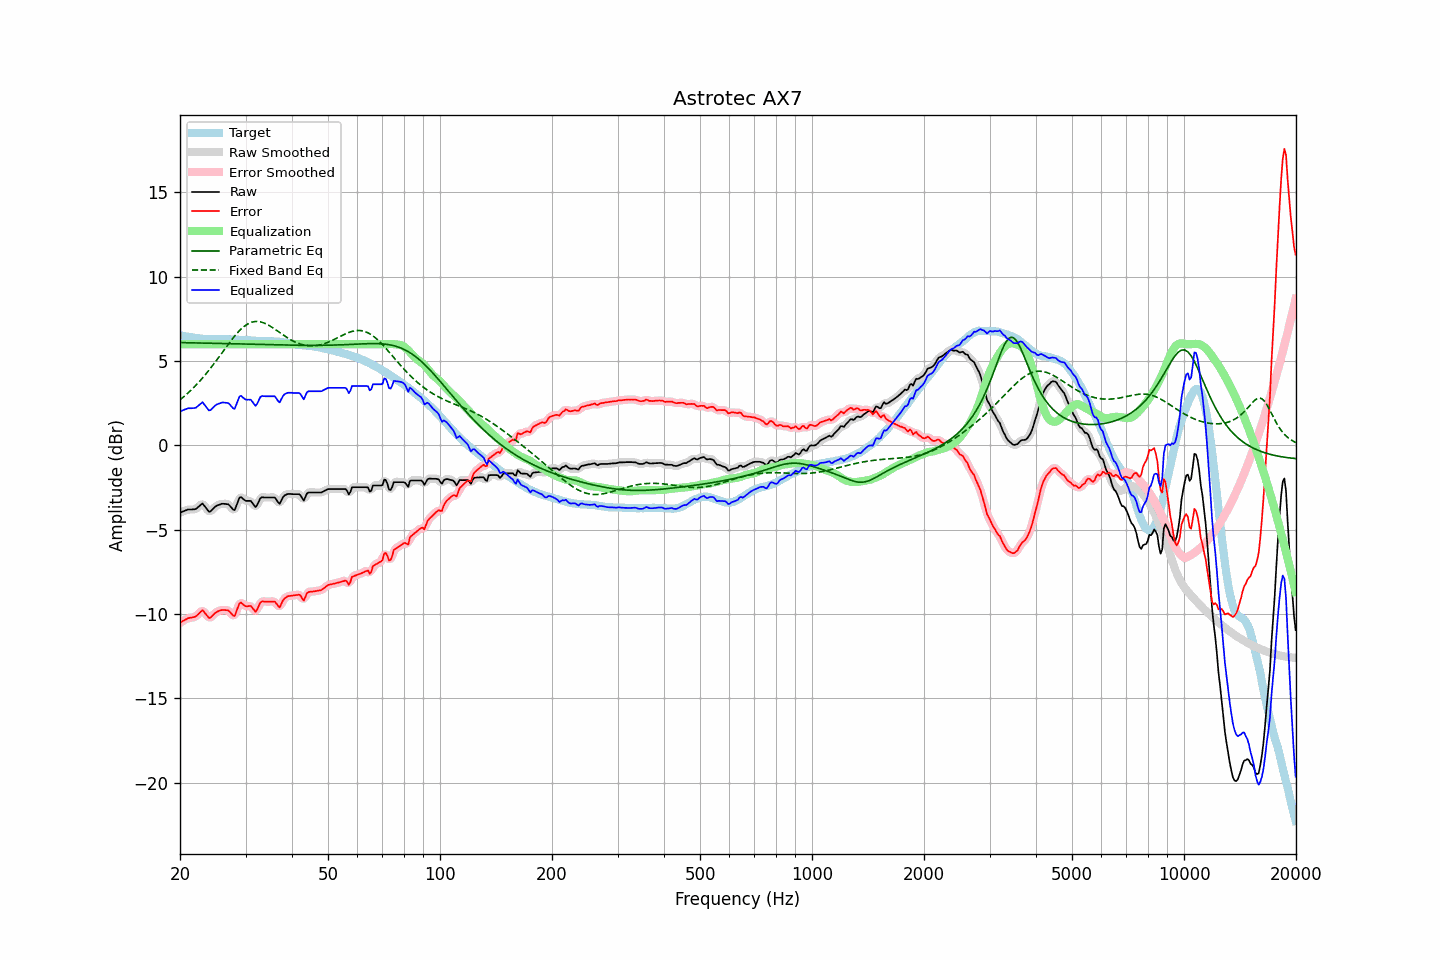 Astrotec AX7
Target
Raw Smoothed
Error Smoothed
Raw
Error
Equalization
Parametric Eq
Fixed Band Eq
Equalized
15
10
5
0
−5
−10
−15
−20
Amplitude (dBr)
20 50 100 200 500 1000 2000 5000 10000 20000
Frequency (Hz)